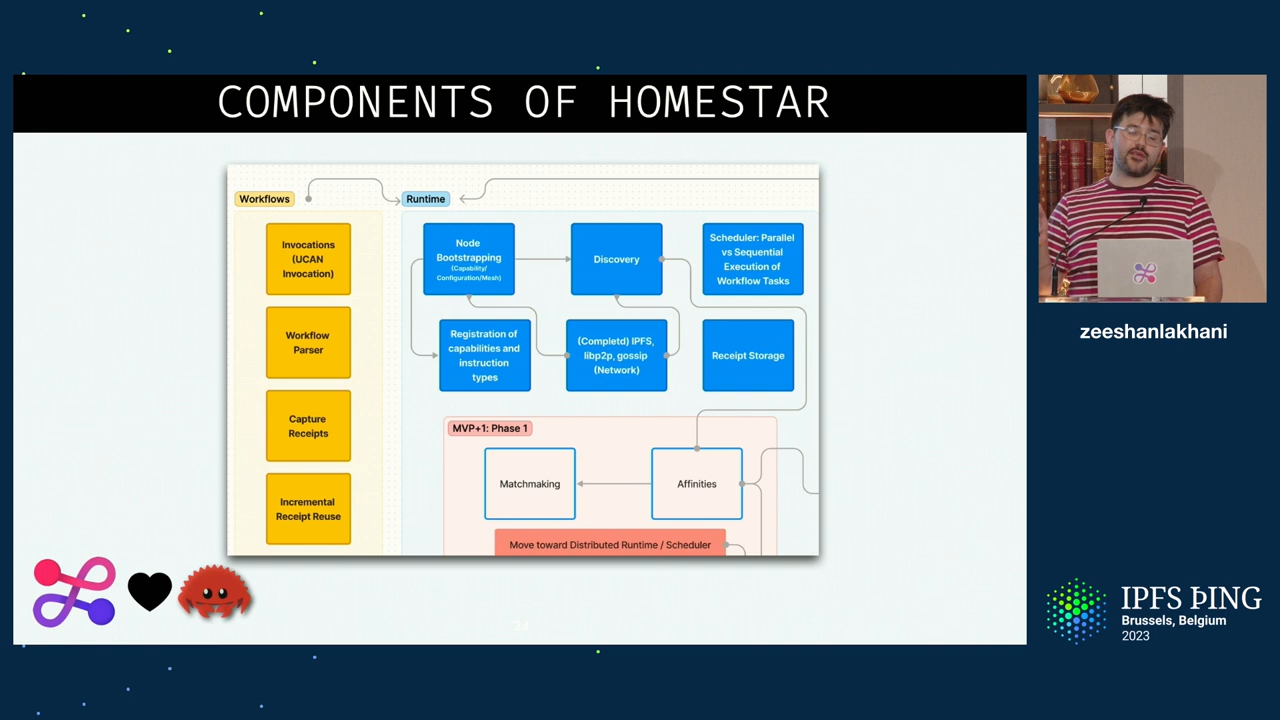 COMPONENTS OF HOMESTAR
Workflows
Runtime
Invocations
(UCAN
Invocation)
Workflow
Parser
Capture
Receipts
Incremental
Receipt Reuse
Node
Bootstrapping
(Capability/
Configuration/Mesh)
Discovery
Scheduler: Parallel
vs Sequential
Execution of
Workflow Tasks
Registration of
capabilities and
instruction
types
(Completd) IPFS,
libp2p, gossip
(Network)
Receipt Storage
MVP+1: Phase 1
Matchmaking
Affinities
Move toward Distributed Runtime / Scheduler
24
zeeshanlakhani
IPFS ÞING
Brussels, Belgium
2023